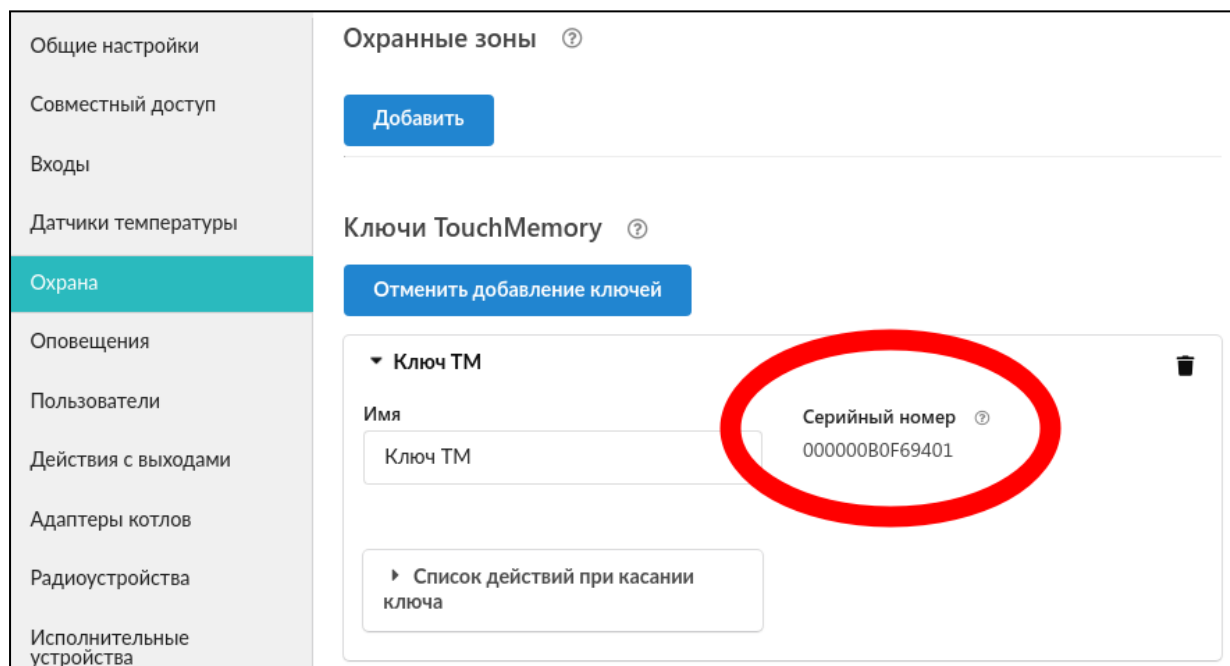 Общие настройки
Совместный доступ
Входы
Датчики температуры
Охрана
Оповещения
Пользователи
Действия с выходами
Адаптеры котлов
Радиоустройства
Исполнительные
устройства
Охранные зоны ?
Добавить
Ключи TouchMemory ?
Отменить добавление ключей
Ключ ТМ
Имя
Ключ ТМ
Серийный номер ?
000000B0F69401
Список действий при касании
ключа